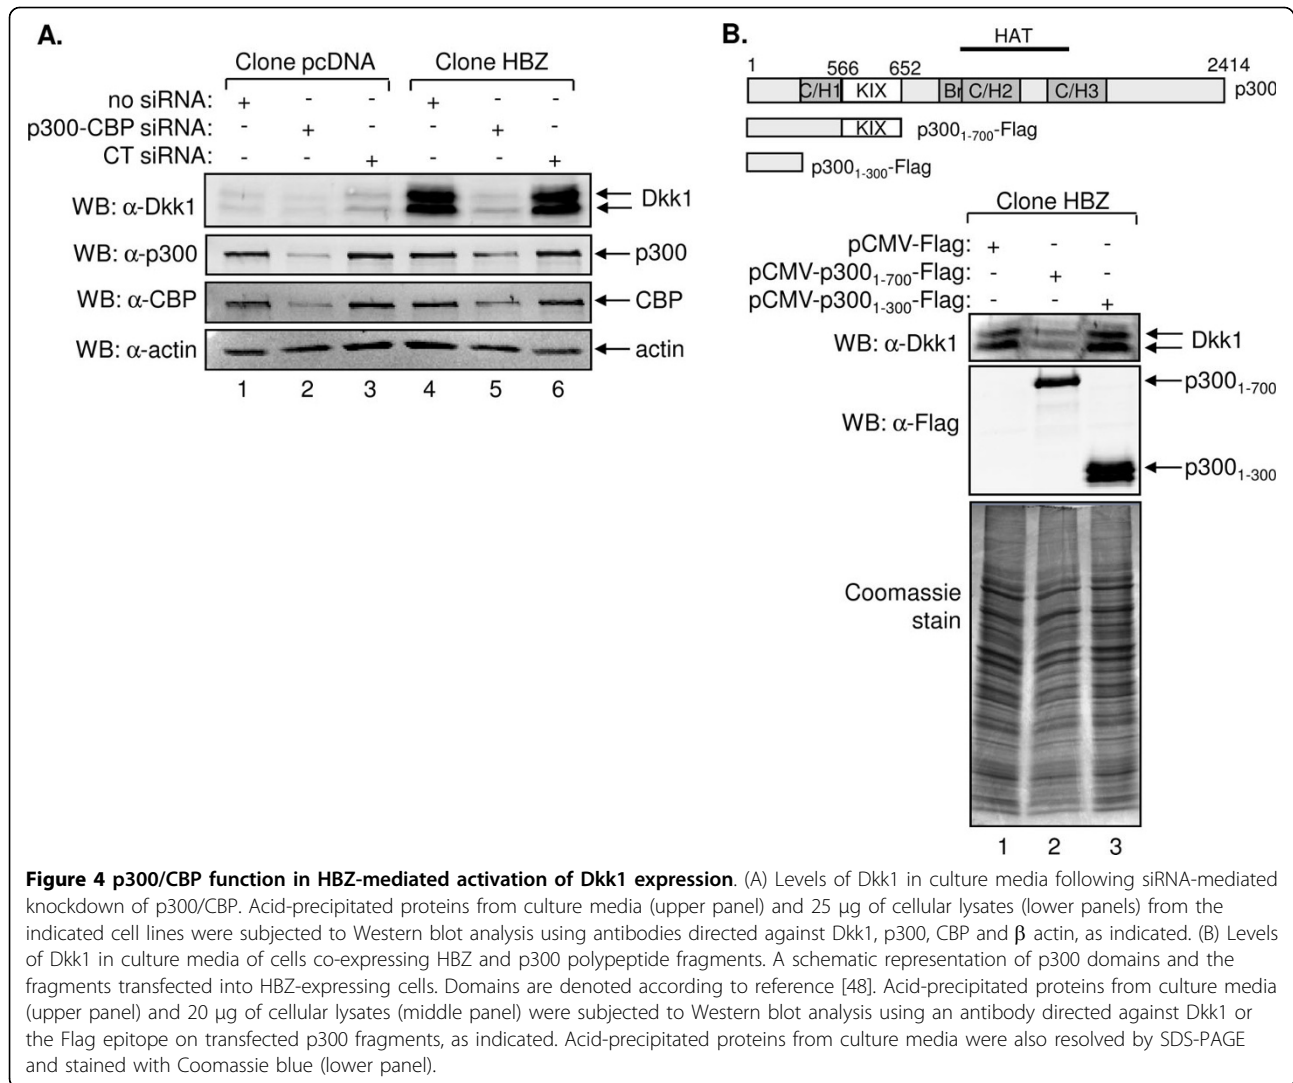 A.
Clone pcDNA Clone HBZ
no siRNA: + - - + - -
p300-CBP siRNA: - + - - + -
CT siRNA: - - + - - +
WB: α-Dkk1 Dkk1
WB: α-p300 p300
WB: α-CBP CBP
WB: α-actin actin
1 2 3 4 5 6
B.
HAT
1 566 652 2414
C/H1 KIX Br C/H2 C/H3 p300
KIX p300₁₋₇₀₀-Flag
p300₁₋₃₀₀-Flag
Clone HBZ
pCMV-Flag: + - -
pCMV-p300₁₋₇₀₀-Flag: - + -
pCMV-p300₁₋₃₀₀-Flag: - - +
WB: α-Dkk1 Dkk1
p300₁₋₇₀₀
WB: α-Flag
p300₁₋₃₀₀
Coomassie
stain
1 2 3
Figure 4 p300/CBP function in HBZ-mediated activation of Dkk1 expression. (A) Levels of Dkk1 in culture media following siRNA-mediated
knockdown of p300/CBP. Acid-precipitated proteins from culture media (upper panel) and 25 μg of cellular lysates (lower panels) from the
indicated cell lines were subjected to Western blot analysis using antibodies directed against Dkk1, p300, CBP and β actin, as indicated. (B) Levels
of Dkk1 in culture media of cells co-expressing HBZ and p300 polypeptide fragments. A schematic representation of p300 domains and the
fragments transfected into HBZ-expressing cells. Domains are denoted according to reference [48]. Acid-precipitated proteins from culture media
(upper panel) and 20 μg of cellular lysates (middle panel) were subjected to Western blot analysis using an antibody directed against Dkk1 or
the Flag epitope on transfected p300 fragments, as indicated. Acid-precipitated proteins from culture media were also resolved by SDS-PAGE
and stained with Coomassie blue (lower panel).